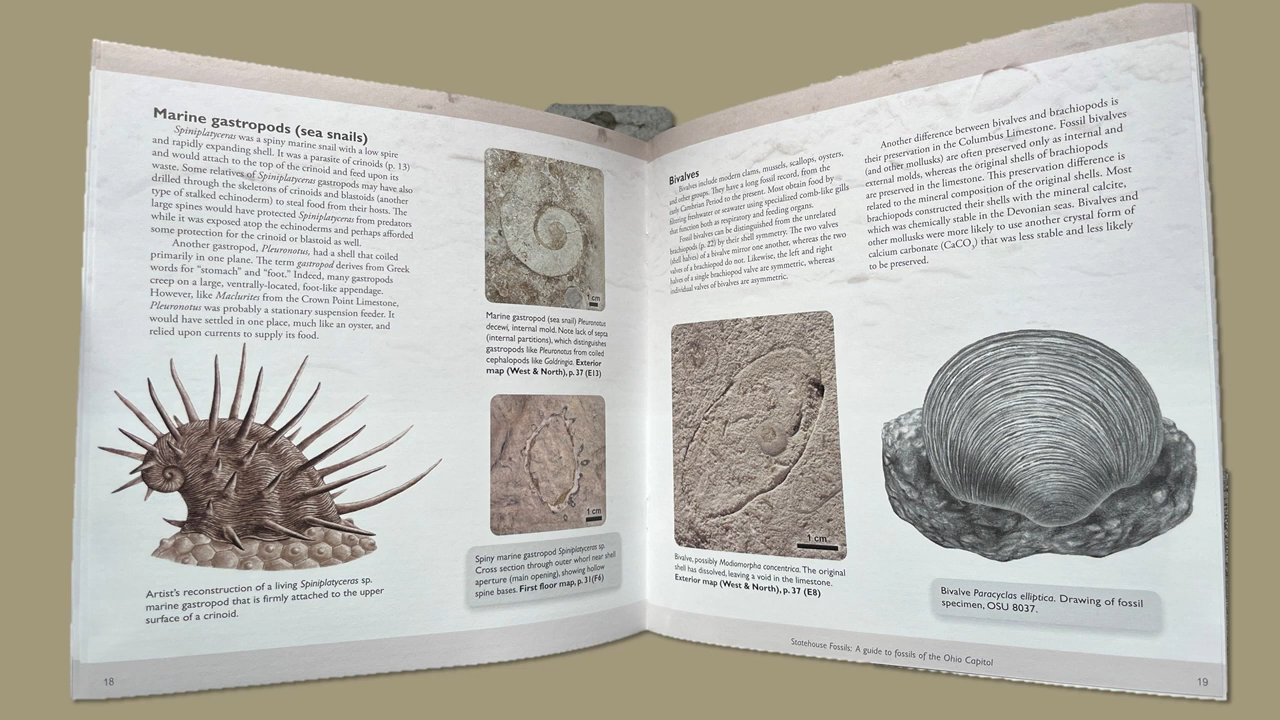 Marine gastropods (sea snails)
Spiniplatyceras was a spiny marine snail with a low spire
and rapidly expanding shell. It was a parasite of crinoids (p. 13)
and would attach to the top of the crinoid and feed upon its
waste. Some relatives of Spiniplatyceras gastropods may have also
drilled through the skeletons of crinoids and blastoids (another
type of stalked echinoderm) to steal food from their hosts. The
large spines would have protected Spiniplatyceras from predators
while it was exposed atop the echinoderms and perhaps afforded
some protection for the crinoid or blastoid as well.
Another gastropod, Pleuronotus, had a shell that coiled
primarily in one plane. The term gastropod derives from Greek
words for “stomach” and “foot.” Indeed, many gastropods
creep on a large, ventrally-located, foot-like appendage.
However, like Maclurites from the Crown Point Limestone,
Pleuronotus was probably a stationary suspension feeder. It
would have settled in one place, much like an oyster, and
relied upon currents to supply its food.
Artist’s reconstruction of a living Spiniplatyceras sp.
marine gastropod that is firmly attached to the upper
surface of a crinoid.
1 cm
Marine gastropod (sea snail) Pleuronotus
decewi, internal mold. Note lack of septa
(internal partitions), which distinguishes
gastropods like Pleuronotus from coiled
cephalopods like Goldringia. Exterior
map (West & North), p. 37 (E13)
1 cm
Spiny marine gastropod Spiniplatyceras sp.
Cross section through outer whorl near shell
aperture (main opening), showing hollow
spine bases. First floor map, p. 31(F6)
18
Bivalves
Bivalves include modern clams, mussels, scallops, oysters,
and other groups. They have a long fossil record, from the
early Cambrian Period to the present. Most obtain food by
filtering freshwater or seawater using specialized comb-like gills
that function both as respiratory and feeding organs.
Fossil bivalves can be distinguished from the unrelated
brachiopods (p. 22) by their shell symmetry. The two valves
(shell halves) of a bivalve mirror one another, whereas the two
valves of a brachiopod do not. Likewise, the left and right
halves of a single brachiopod valve are symmetric, whereas
individual valves of bivalves are asymmetric.
1 cm
Bivalve, possibly Modiomorpha concentrica. The original
shell has dissolved, leaving a void in the limestone.
Exterior map (West & North), p. 37 (E8)
Another difference between bivalves and brachiopods is
their preservation in the Columbus Limestone. Fossil bivalves
(and other mollusks) are often preserved only as internal and
external molds, whereas the original shells of brachiopods
are preserved in the limestone. This preservation difference is
related to the mineral composition of the original shells. Most
brachiopods constructed their shells with the mineral calcite,
which was chemically stable in the Devonian seas. Bivalves and
other mollusks were more likely to use another crystal form of
calcium carbonate (CaCO₃) that was less stable and less likely
to be preserved.
Bivalve Paracyclas elliptica. Drawing of fossil
specimen, OSU 8037.
Statehouse Fossils: A guide to fossils of the Ohio Capitol
19